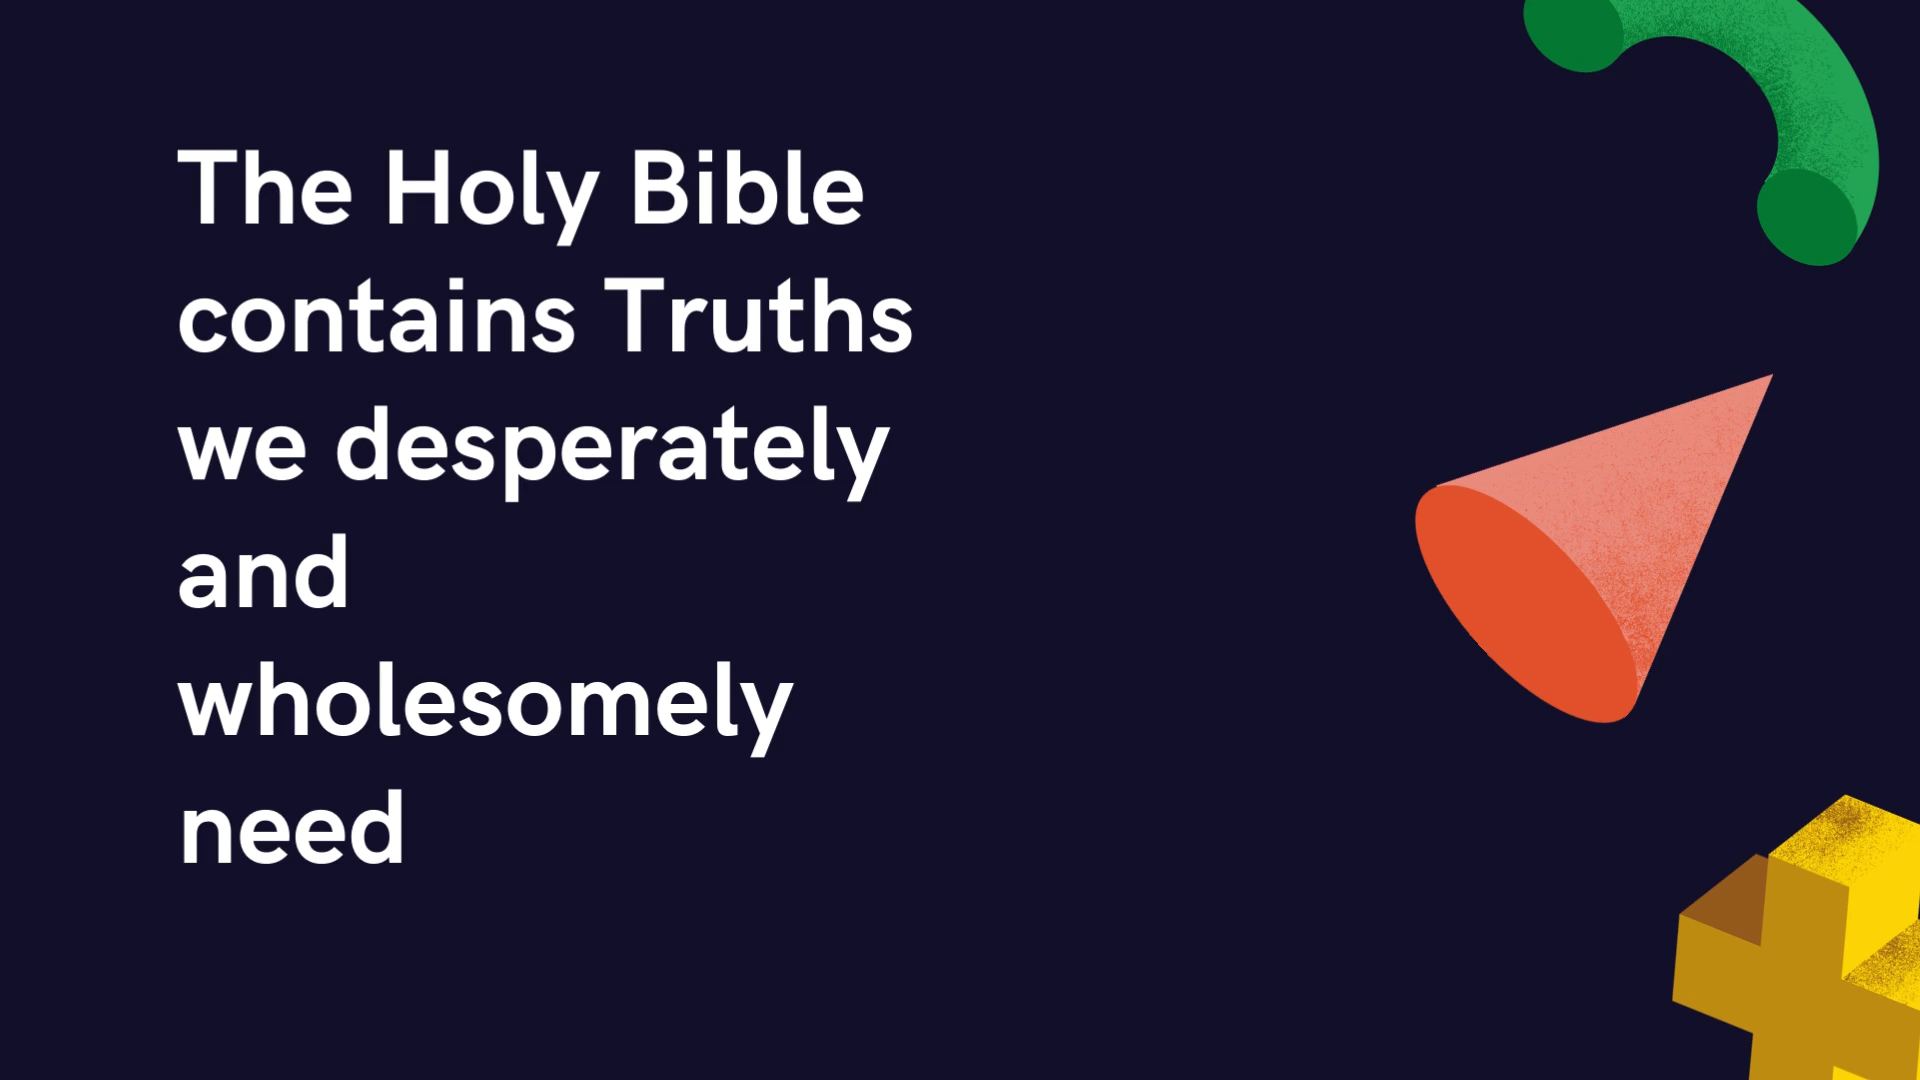 The Holy Bible
contains Truths
we desperately
and
wholesomely
need